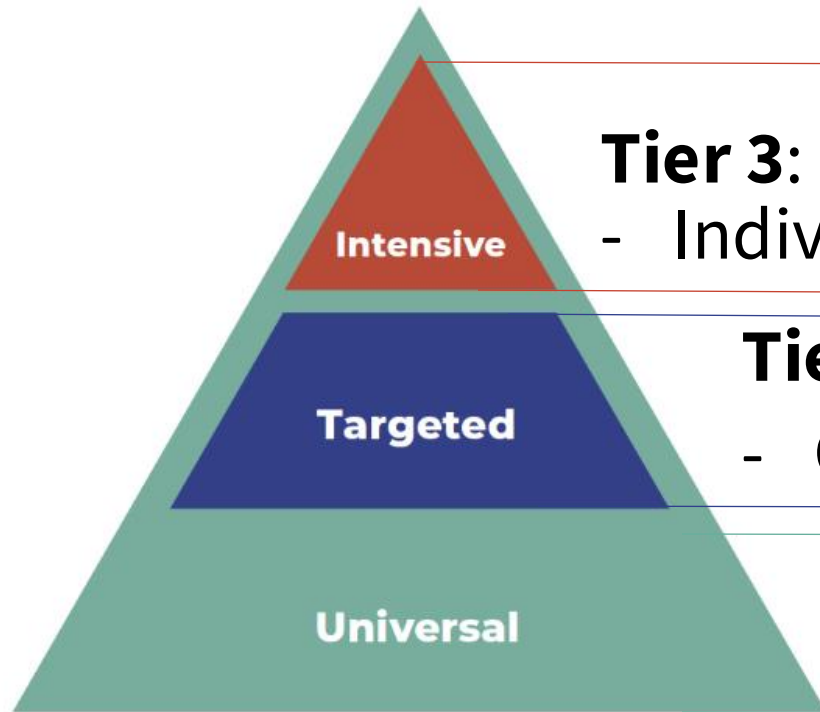 Tier 3:
Intensive
- Indiv
Tie
Targeted
-
Universal